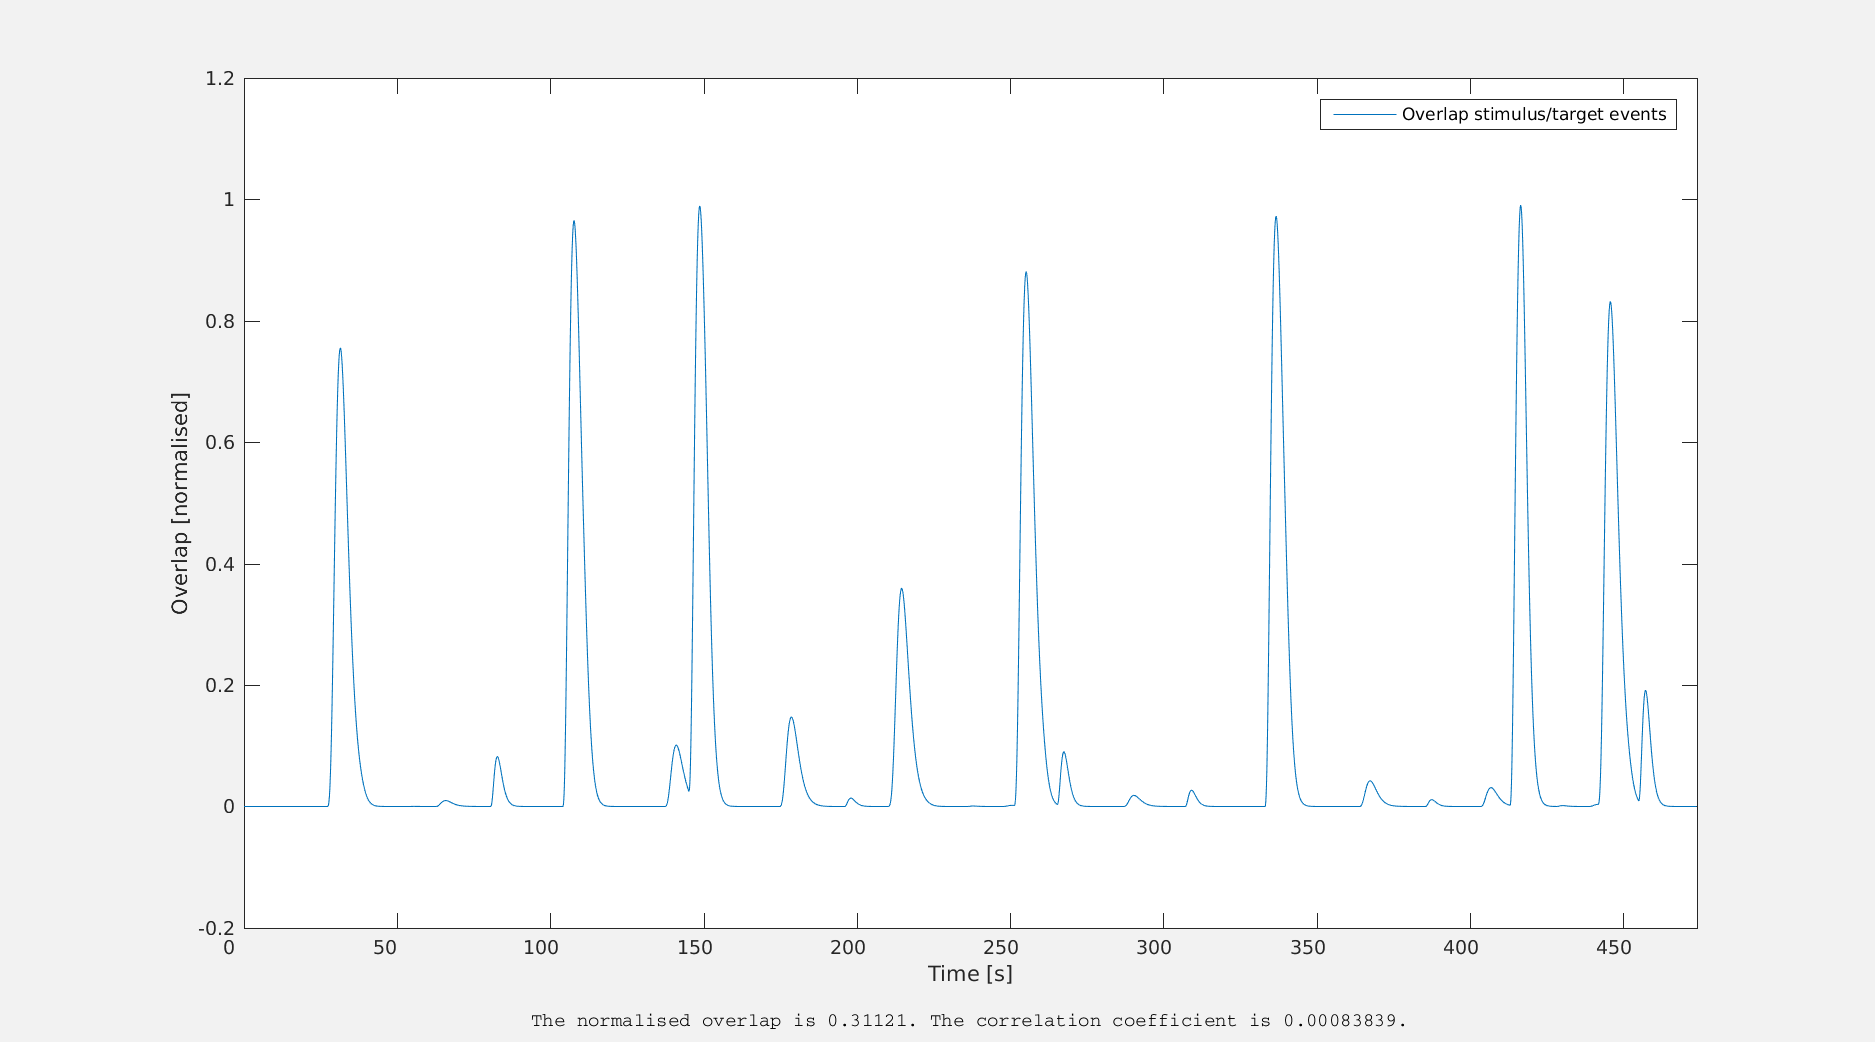 1.2
Overlap stimulus/target events
1
0.8
0.6
0.4
0.2
0
-0.2
Overlap [normalised]
0 50 100 150 200 250 300 350 400 450
Time [s]
The normalised overlap is 0.31121. The correlation coefficient is 0.00083839.